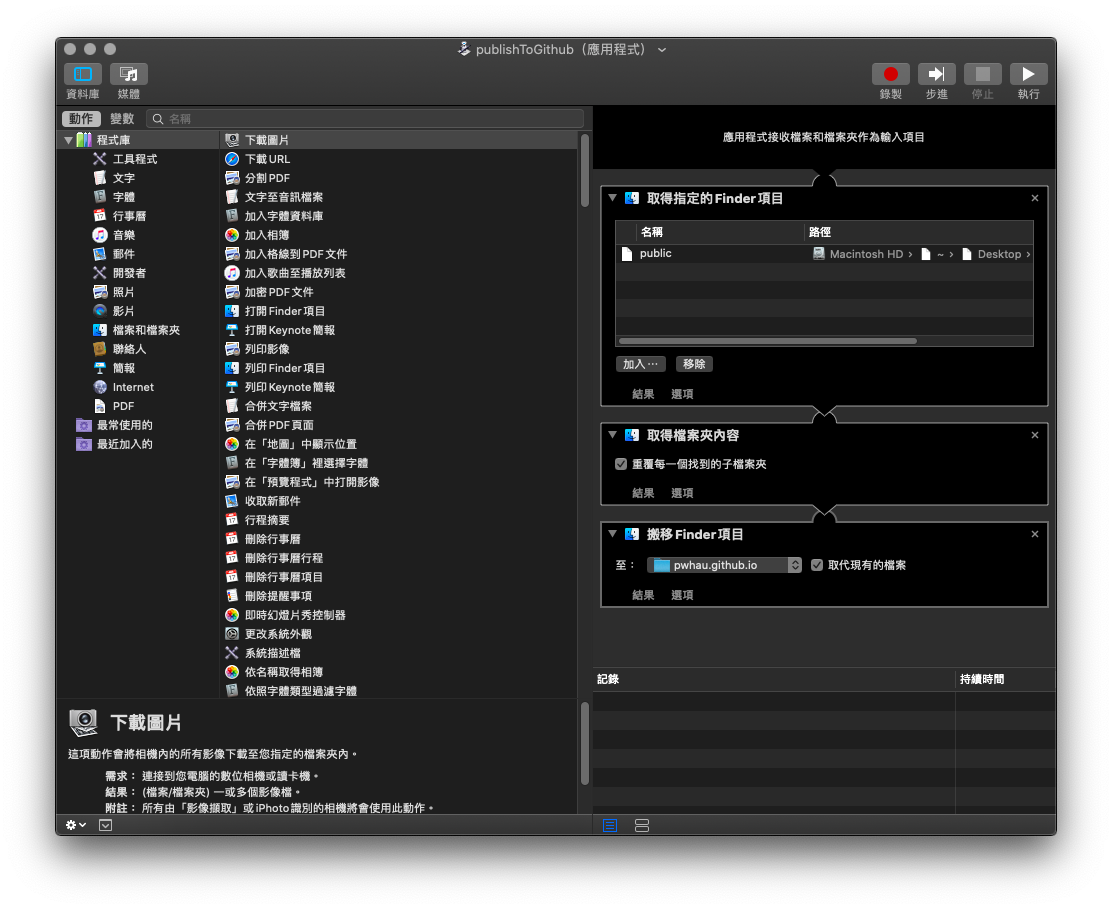 publishToGithub（應用程式）
資料庫
媒體
錄製
步進
停止
執行
動作
變數
名稱
程式庫
工具程式
文字
字體
行事曆
音樂
郵件
開發者
照片
影片
檔案和檔案夾
聯絡人
簡報
Internet
PDF
最常使用的
最近加入的
下載圖片
下載 URL
分割 PDF
文字至音訊檔案
加入字體資料庫
加入相簿
加入格線到 PDF 文件
加入歌曲至播放列表
加密 PDF 文件
打開 Finder 項目
打開 Keynote 簡報
列印影像
列印 Finder 項目
列印 Keynote 簡報
合併文字檔案
合併 PDF 頁面
在「地圖」中顯示位置
在「字體簿」裡選擇字體
在「預覽程式」中打開影像
收取新郵件
行程摘要
刪除行事曆
刪除行事曆行程
刪除行事曆項目
刪除提醒事項
即時幻燈片秀控制器
更改系統外觀
系統描述檔
依名稱取得相簿
依照字體類型過濾字體
下載圖片
這項動作會將相機內的所有影像下載至您指定的檔案夾內。
需求： 連接到您電腦的數位相機或讀卡機。
結果： (檔案/檔案夾) 一或多個影像檔。
附註： 所有由「影像擷取」或 iPhoto 識別的相機將會使用此動作。
應用程式接收檔案和檔案夾作為輸入項目
取得指定的 Finder 項目
名稱 路徑
public Macintosh HD › ~ › Desktop ›
加入⋯ 移除
結果 選項
取得檔案夾內容
重覆每一個找到的子檔案夾
結果 選項
搬移 Finder 項目
至： pwhau.github.io 取代現有的檔案
結果 選項
記錄 持續時間